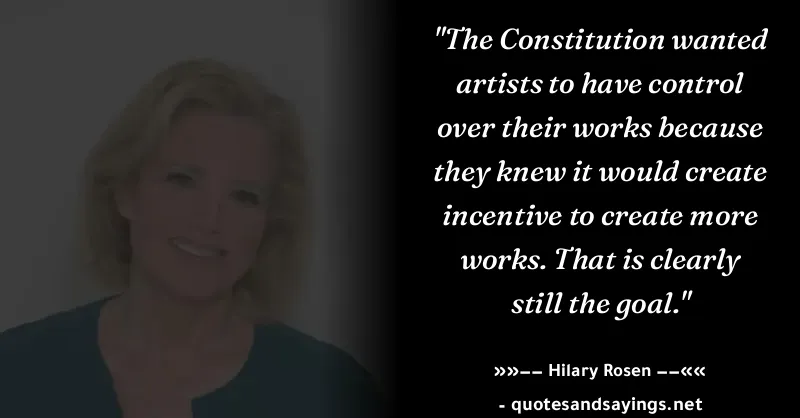 "The Constitution wanted
artists to have control
over their works because
they knew it would create
incentive to create more
works. That is clearly
still the goal."
»»−− Hilary Rosen −−««
- quotesandsayings.net